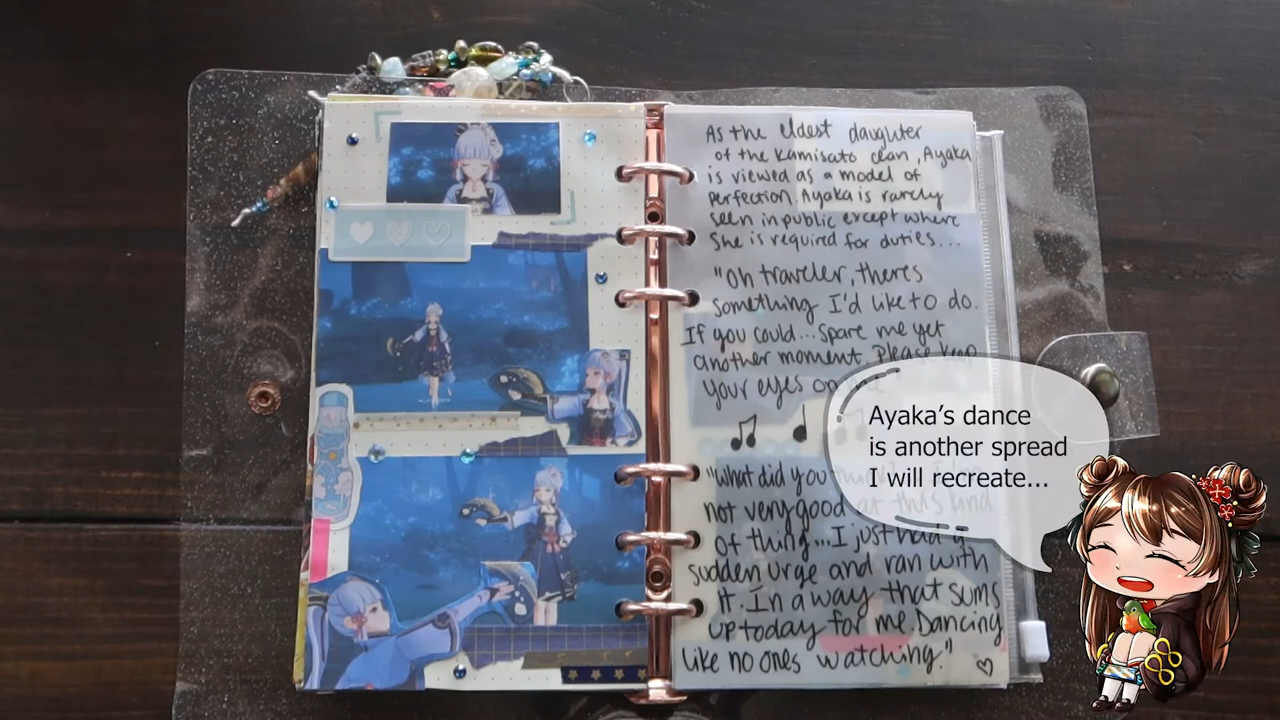 As the eldest daughter
of the Kamisato clan, Ayaka
is viewed as a model of
perfection. Ayaka is rarely
seen in public except where
she is required for duties...
"Oh traveler, theres
something I'd like to do.
If you could... spare me yet
another moment. Please keep
your eyes on
"What did you
not very good at this kind
of thing... I just had a
sudden urge and ran with
it. In a way that sums
up today for me. Dancing
like no ones watching."
Ayaka's dance
is another spread
I will recreate...